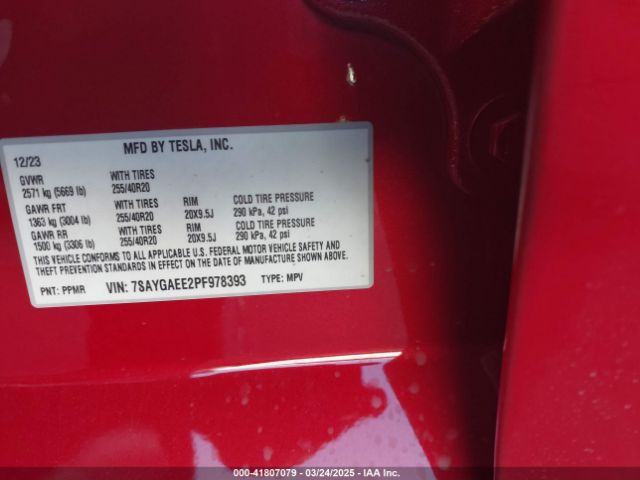 MFD BY TESLA, INC.
12/23
GVWR WITH TIRES
2571 kg (5669 lb) 255/40R20
GAWR FRT WITH TIRES RIM COLD TIRE PRESSURE
1363 kg (3004 lb) 255/40R20 20X9.5J 290 kPa, 42 psi
GAWR RR WITH TIRES RIM COLD TIRE PRESSURE
1500 kg (3306 lb) 255/40R20 20X9.5J 290 kPa, 42 psi
THIS VEHICLE CONFORMS TO ALL APPLICABLE U.S. FEDERAL MOTOR VEHICLE SAFETY AND
THEFT PREVENTION STANDARDS IN EFFECT ON THE DATE OF MANUFACTURE SHOWN ABOVE.
PNT: PPMR VIN: 7SAYGAEE2PF978393 TYPE: MPV
000-41807079 — 03/24/2025 — IAA Inc.